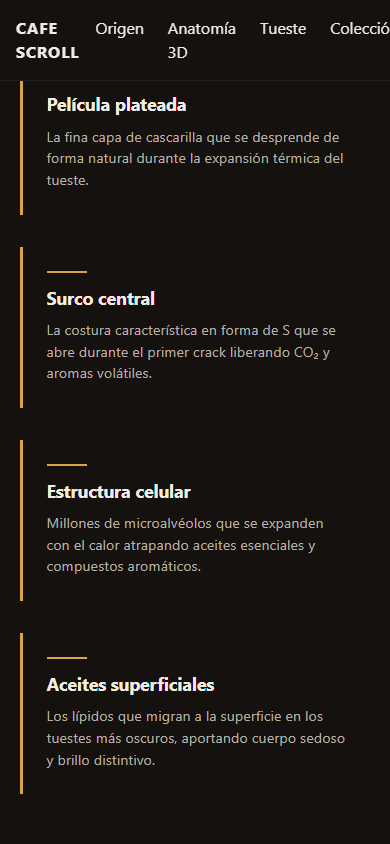 CAFE
SCROLL
Origen
Anatomía
3D
Tueste
Colecció
Película plateada
La fina capa de cascarilla que se desprende de
forma natural durante la expansión térmica del
tueste.
Surco central
La costura característica en forma de S que se
abre durante el primer crack liberando CO₂ y
aromas volátiles.
Estructura celular
Millones de microalvéolos que se expanden
con el calor atrapando aceites esenciales y
compuestos aromáticos.
Aceites superficiales
Los lípidos que migran a la superficie en los
tuestes más oscuros, aportando cuerpo sedoso
y brillo distintivo.